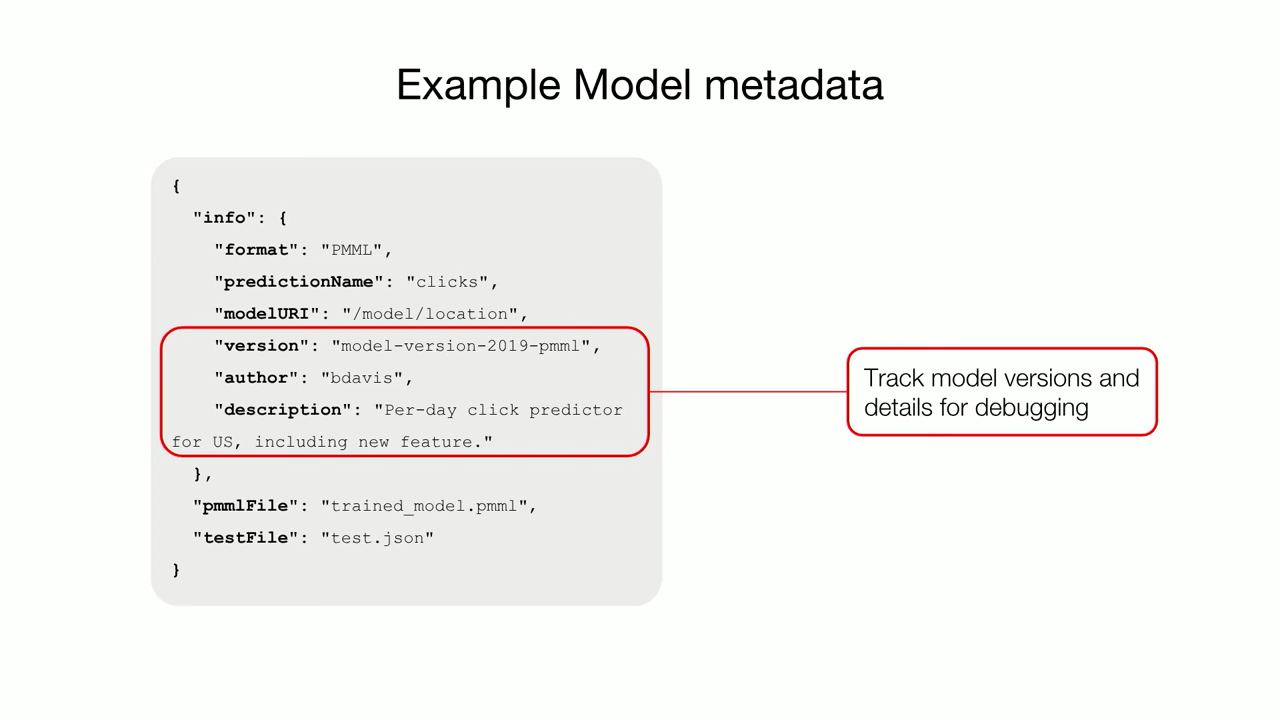 Example Model metadata
{
"info": {
"format": "PMML",
"predictionName": "clicks",
"modelURI": "/model/location",
"version": "model-version-2019-pmml",
"author": "bdavis",
"description": "Per-day click predictor
for US, including new feature."
},
"pmmlFile": "trained_model.pmml",
"testFile": "test.json"
}
Track model versions and
details for debugging